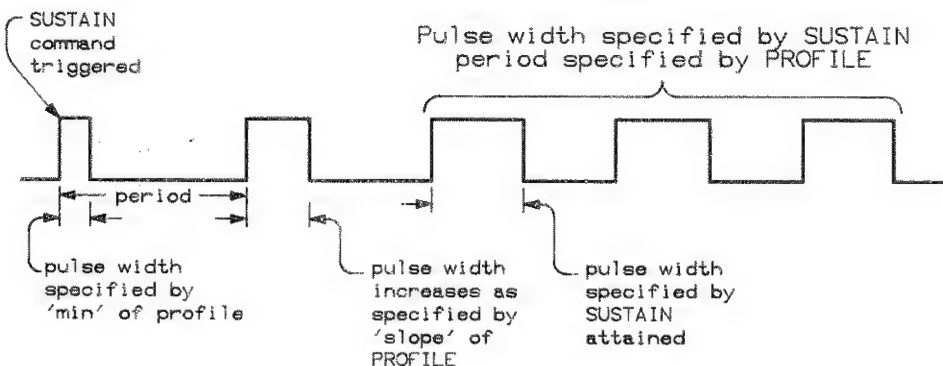 SUSTAIN
command
triggered
Pulse width specified by SUSTAIN
period specified by PROFILE
period
pulse width
specified by
'min' of profile
pulse width
increases as
specified by
'slope' of
PROFILE
pulse width
specified by
SUSTAIN
attained